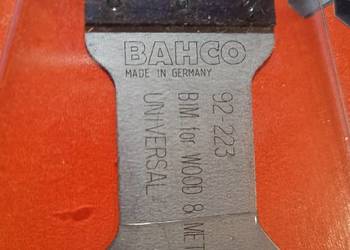 BAHCO
MADE IN GERMANY
92-223
BIM for WOOD & MET
UNIVERSAL-